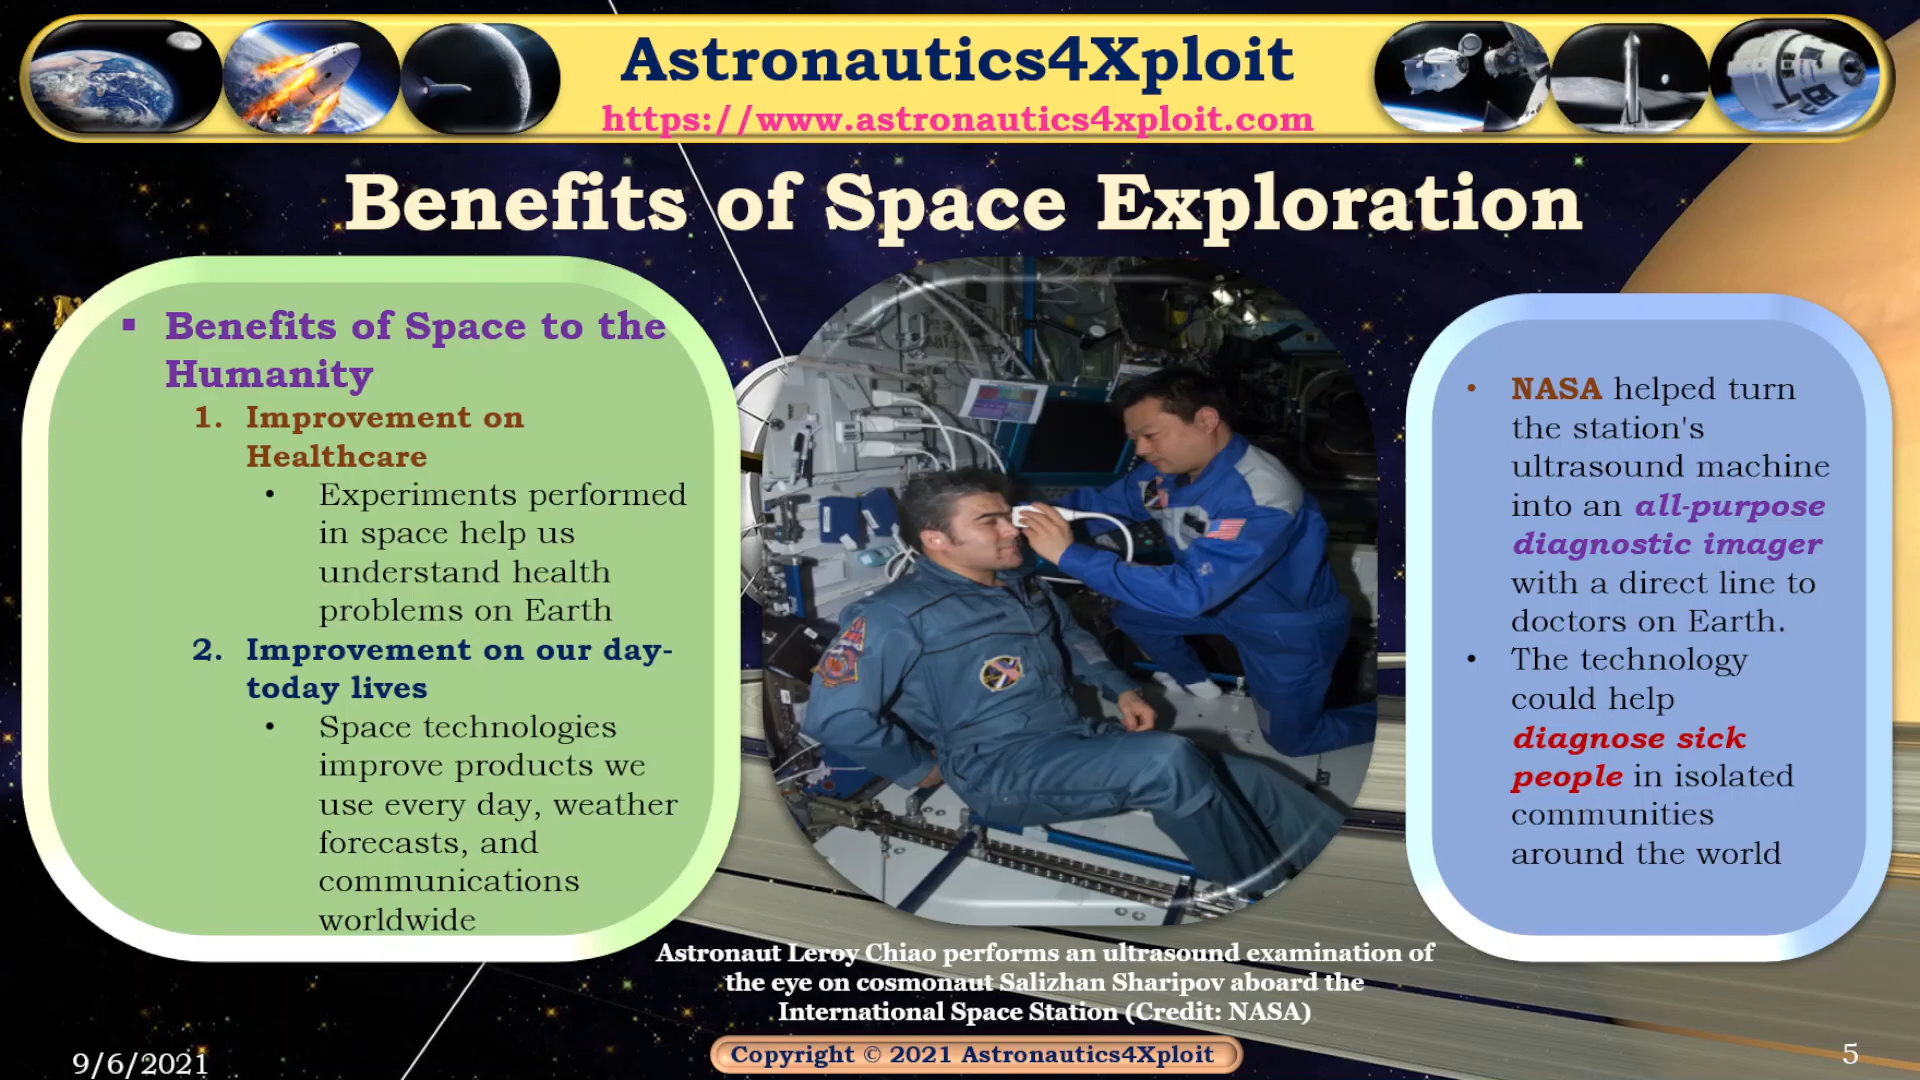 Astronautics4Xploit
https://www.astronautics4xploit.com
Benefits of Space Exploration
▪ Benefits of Space to the
Humanity
1. Improvement on
Healthcare
• Experiments performed
in space help us
understand health
problems on Earth
2. Improvement on our day-
today lives
• Space technologies
improve products we
use every day, weather
forecasts, and
communications
worldwide
Astronaut Leroy Chiao performs an ultrasound examination of
the eye on cosmonaut Salizhan Sharipov aboard the
International Space Station (Credit: NASA)
• NASA helped turn
the station's
ultrasound machine
into an all-purpose
diagnostic imager
with a direct line to
doctors on Earth.
• The technology
could help
diagnose sick
people in isolated
communities
around the world
9/6/2021
Copyright © 2021 Astronautics4Xploit
5